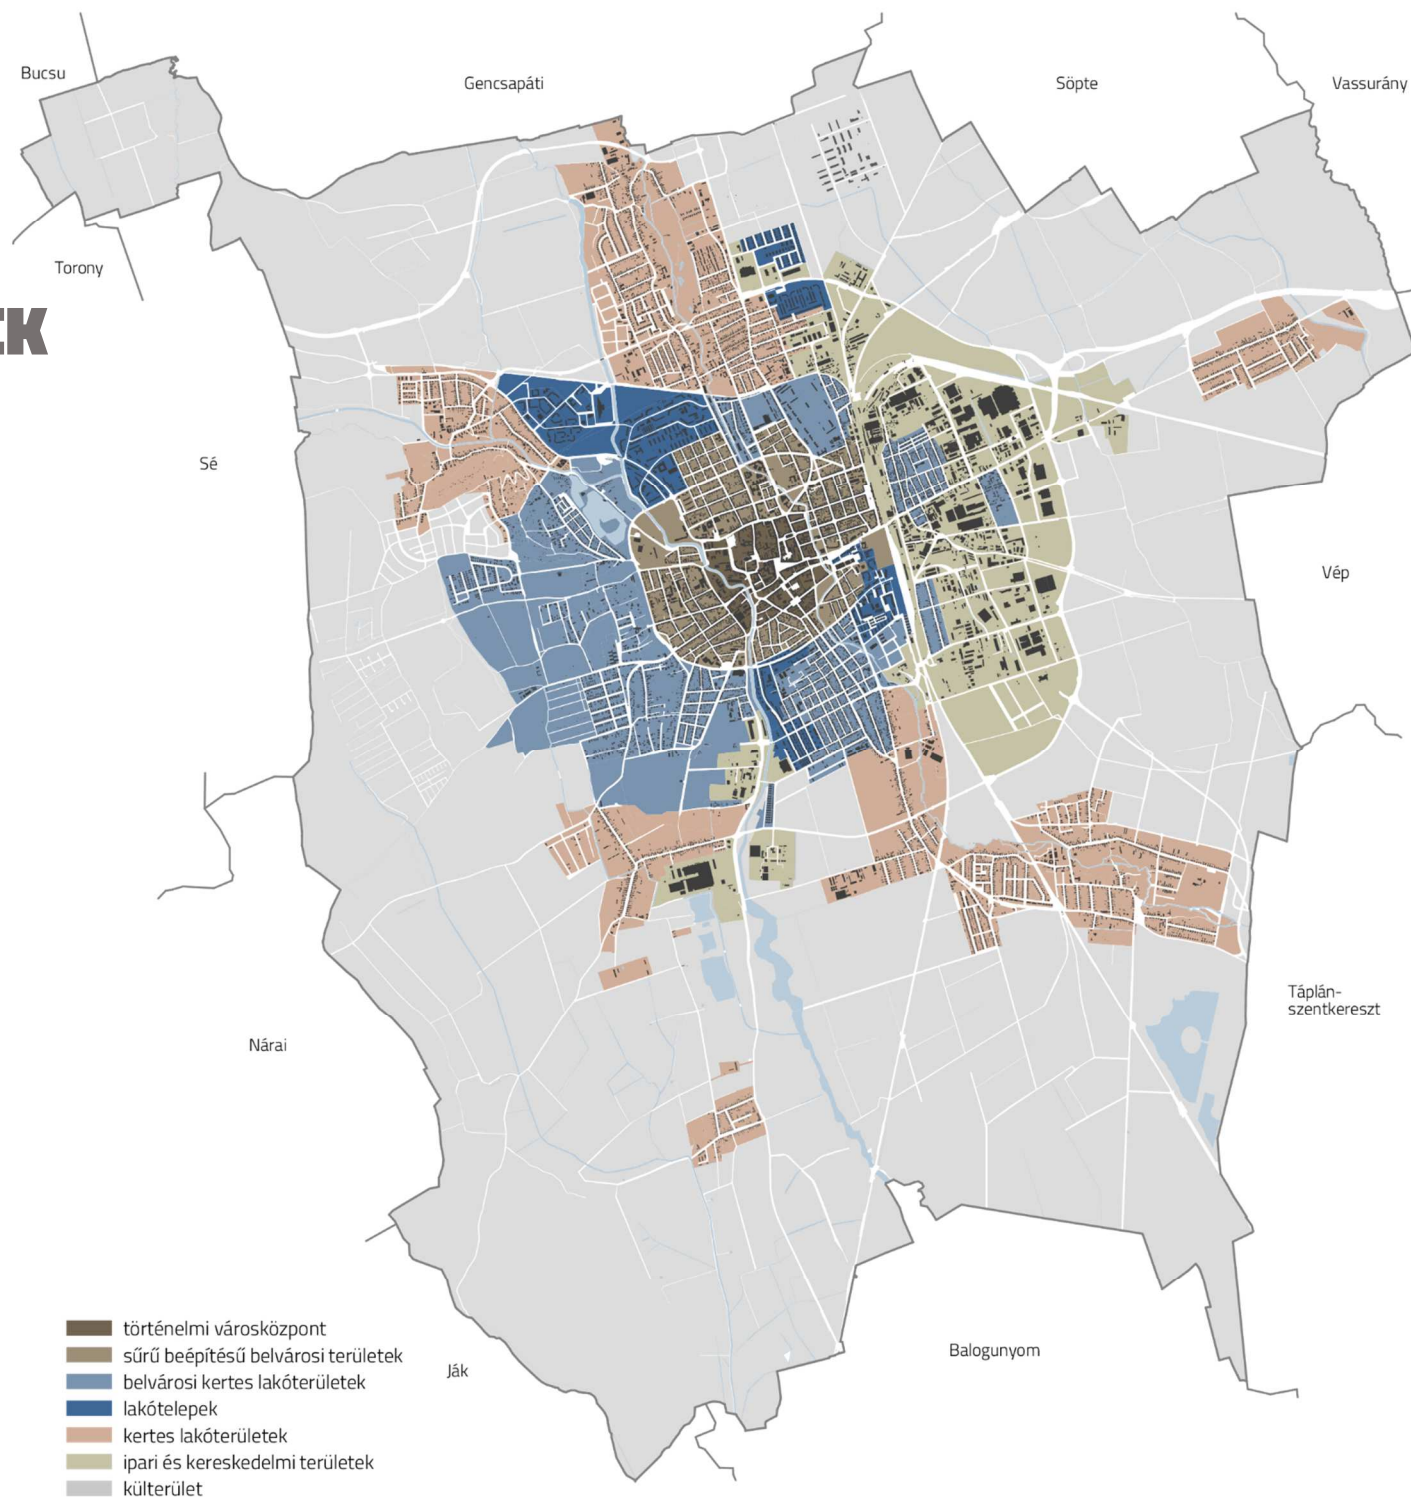 Bucsu
Gencsapáti
Söpte
Vassurány
Torony
EK
Sé
Vép
Táplán-
szentkereszt
Nárai
Ják
Balogunyom
történelmi városközpont
sűrű beépítésű belvárosi területek
belvárosi kertes lakóterületek
lakótelepek
kertes lakóterületek
ipari és kereskedelmi területek
külterület